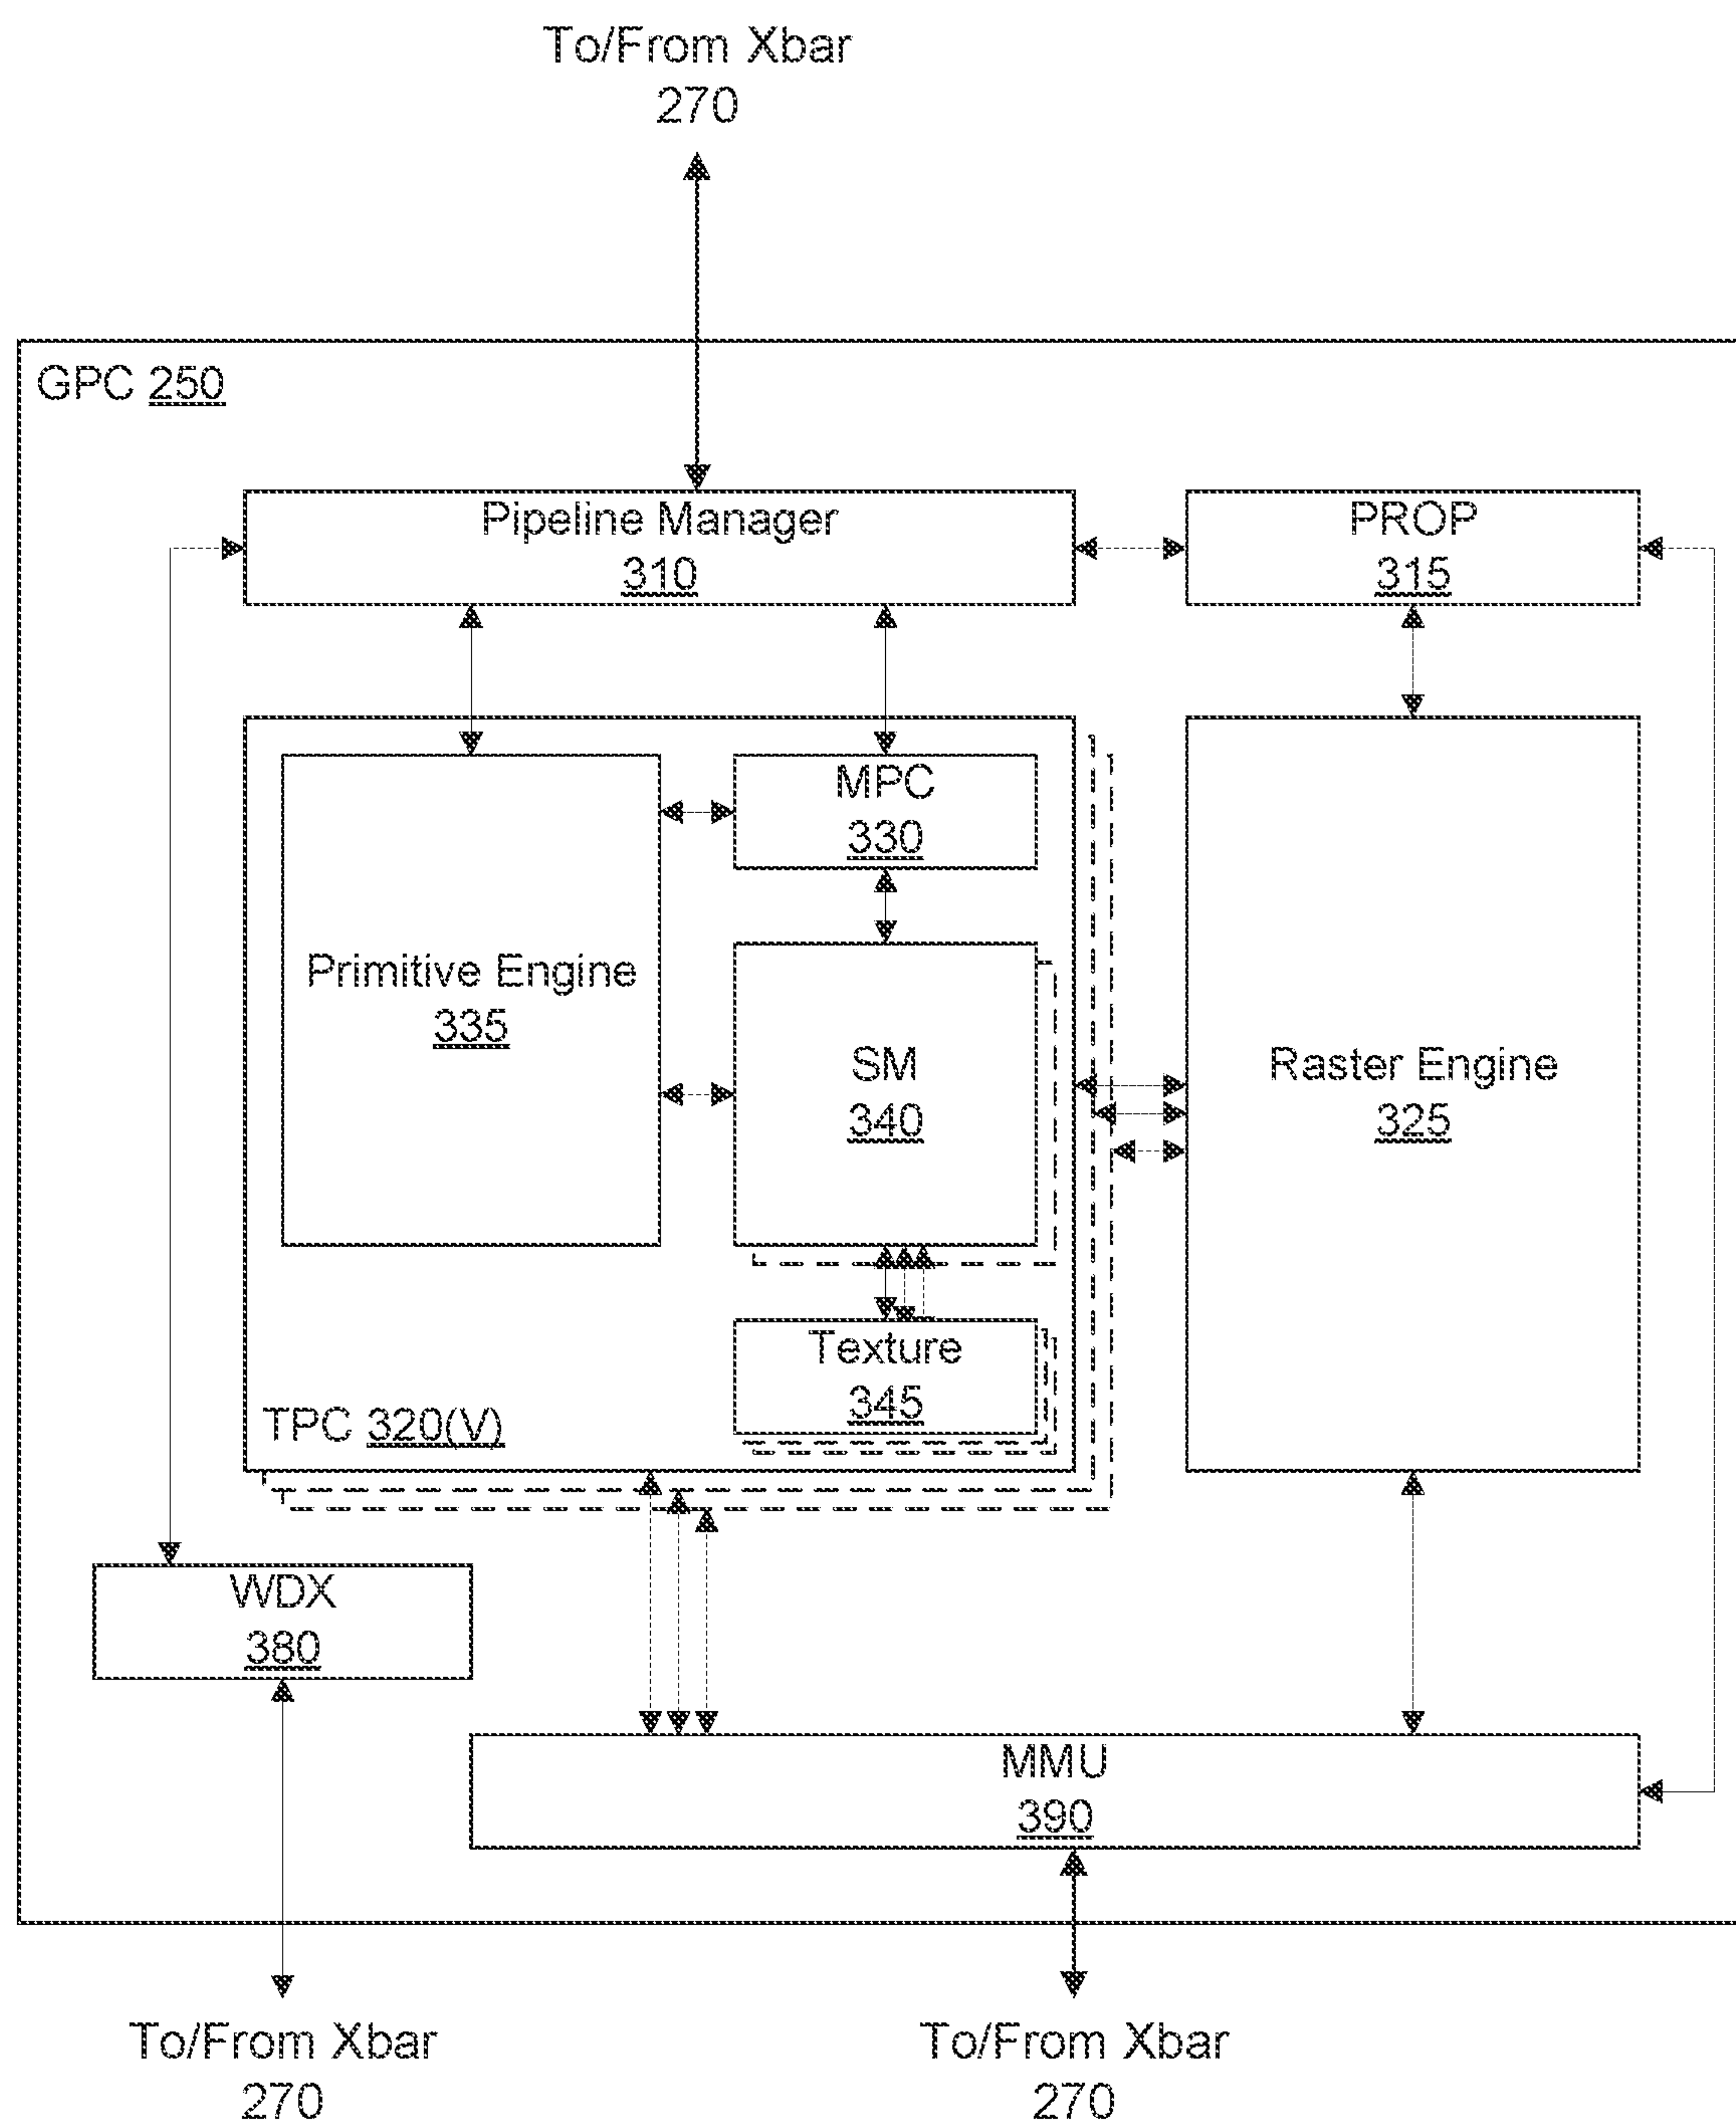 To/From Xbar
270
GPC 250
Pipeline Manager
310
PROP
315
MPC
330
Primitive Engine
335
SM
340
Raster Engine
325
Texture
345
TPC 320(V)
WDX
380
MMU
390
To/From Xbar
270
To/From Xbar
270